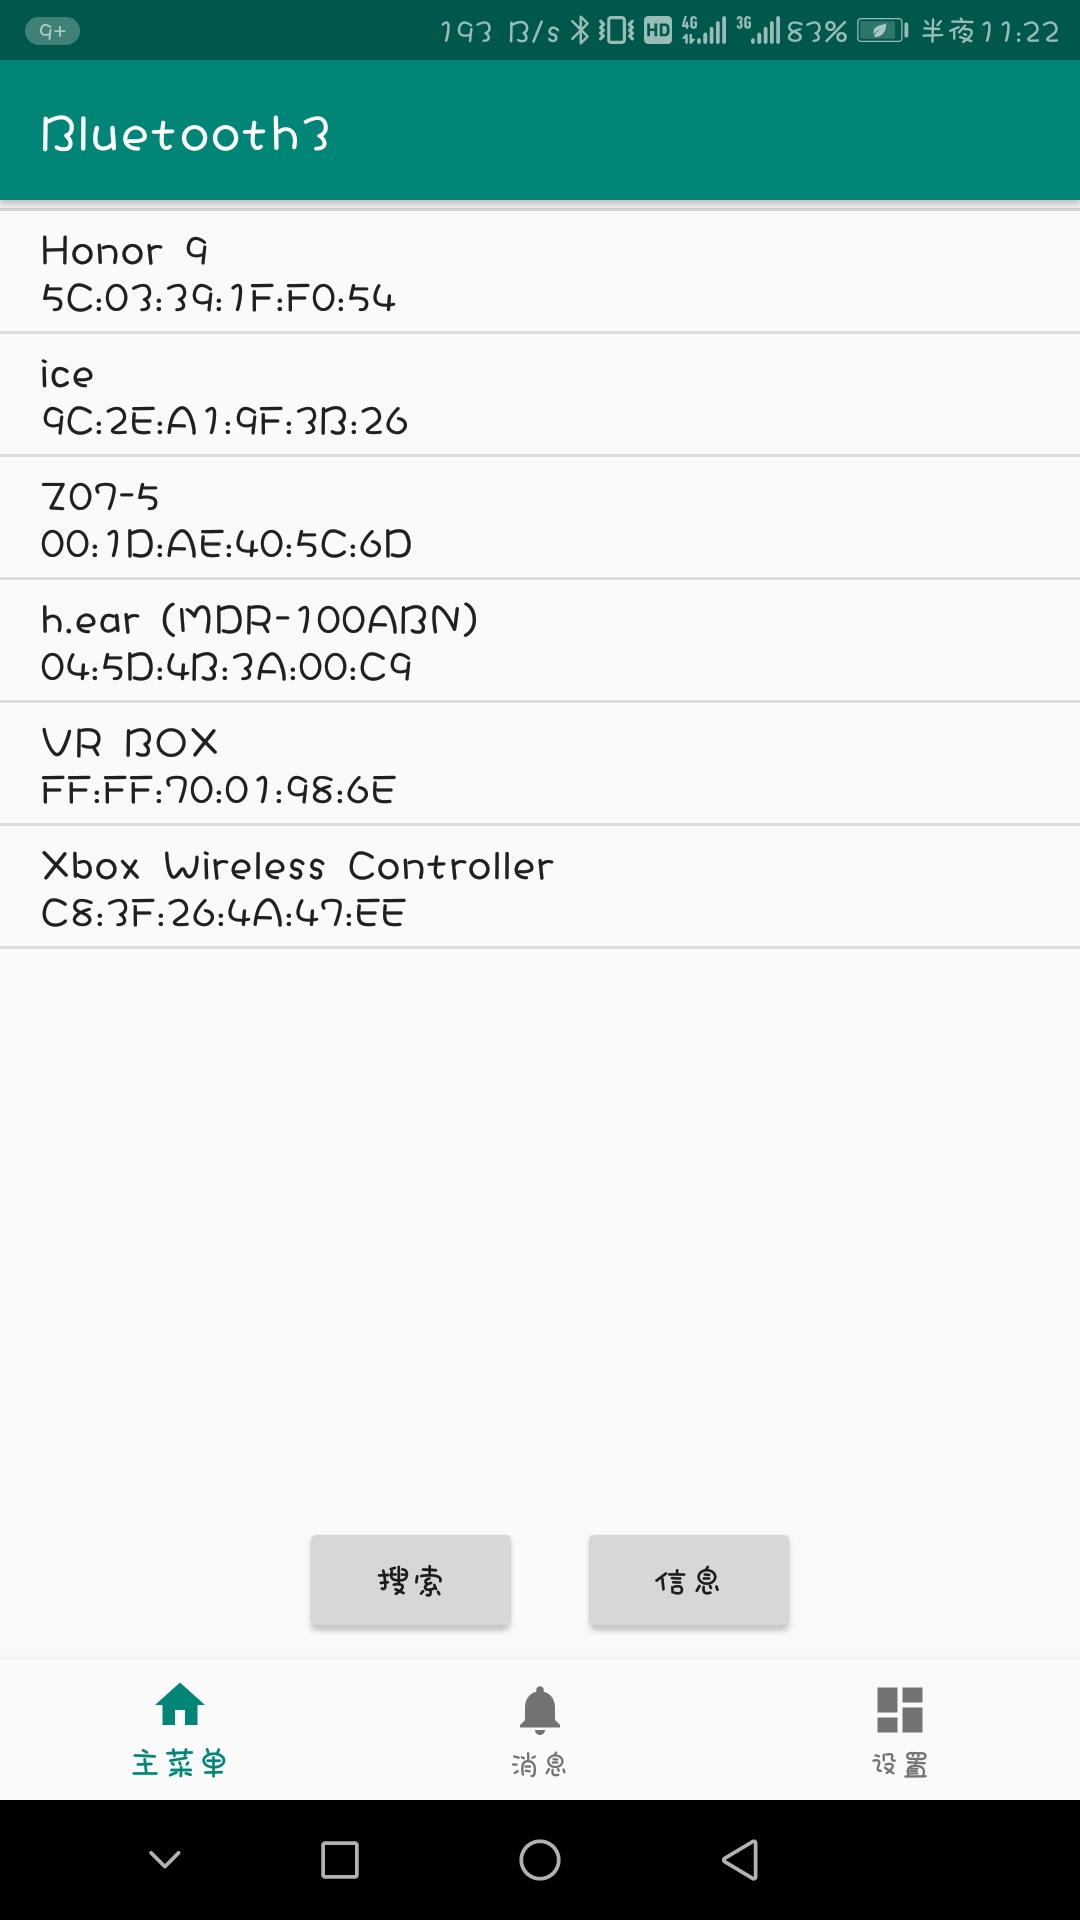 9+ 193 B/s HD 4G 3G 83% 半夜11:22
Bluetooth3
Honor 9
5C:03:39:1F:F0:54
ice
9C:2E:A1:9F:3B:26
Z07-5
00:1D:AE:40:5C:6D
h.ear (MDR-100ABN)
04:5D:4B:3A:00:C9
VR BOX
FF:FF:70:01:98:6E
Xbox Wireless Controller
C8:3F:26:4A:47:EE
搜索 信息
主菜单 消息 设置